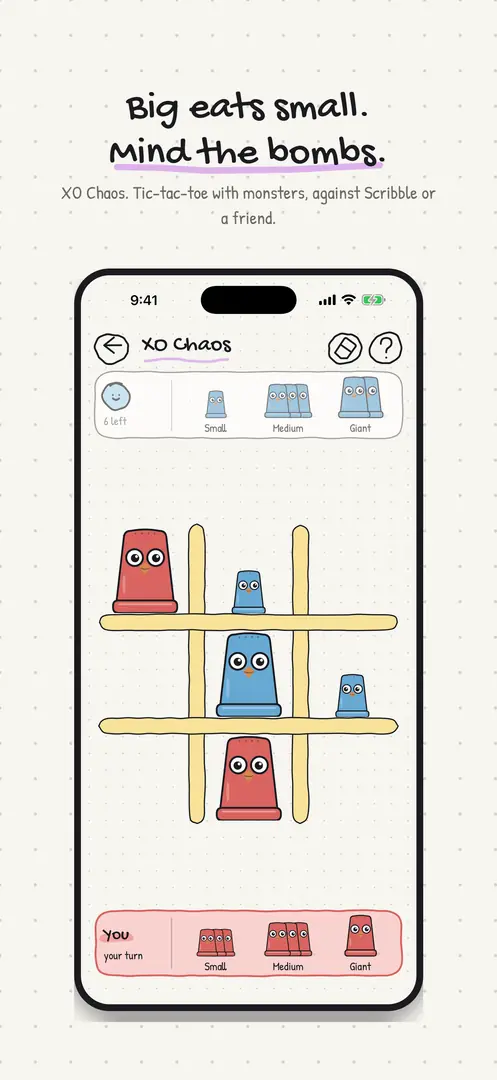 Big eats small.
Mind the bombs.
XO Chaos. Tic-tac-toe with monsters, against Scribble or
a friend.
9:41
XO Chaos
?
6 left
Small
Medium
Giant
You
your turn
Small
Medium
Giant